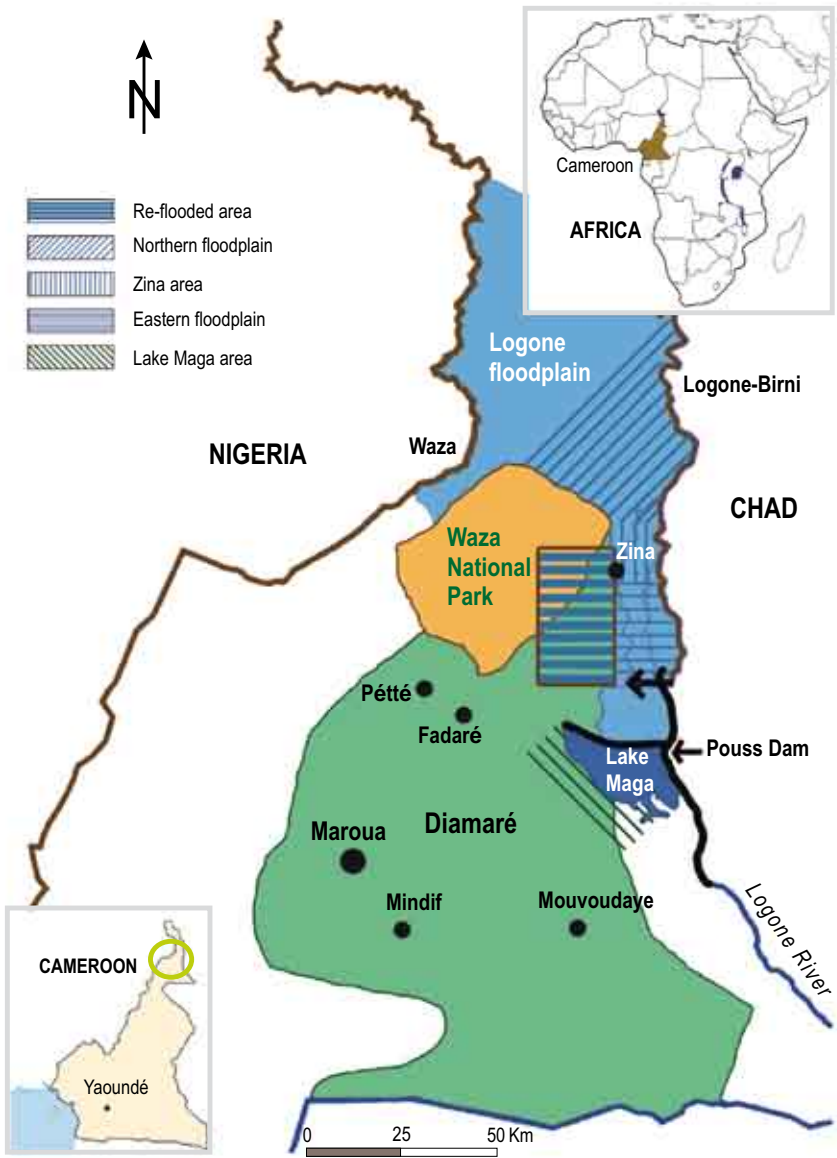 N
Re-flooded area
Northern floodplain
Zina area
Eastern floodplain
Lake Maga area
Cameroon
AFRICA
Logone
floodplain
Logone-Birni
NIGERIA
Waza
CHAD
Waza
National
Park
Zina
Pétté
Fadaré
Pouss Dam
Lake
Maga
Diamaré
Maroua
Mindif
Mouvoudaye
Logone River
CAMEROON
Yaoundé
0 25 50 Km